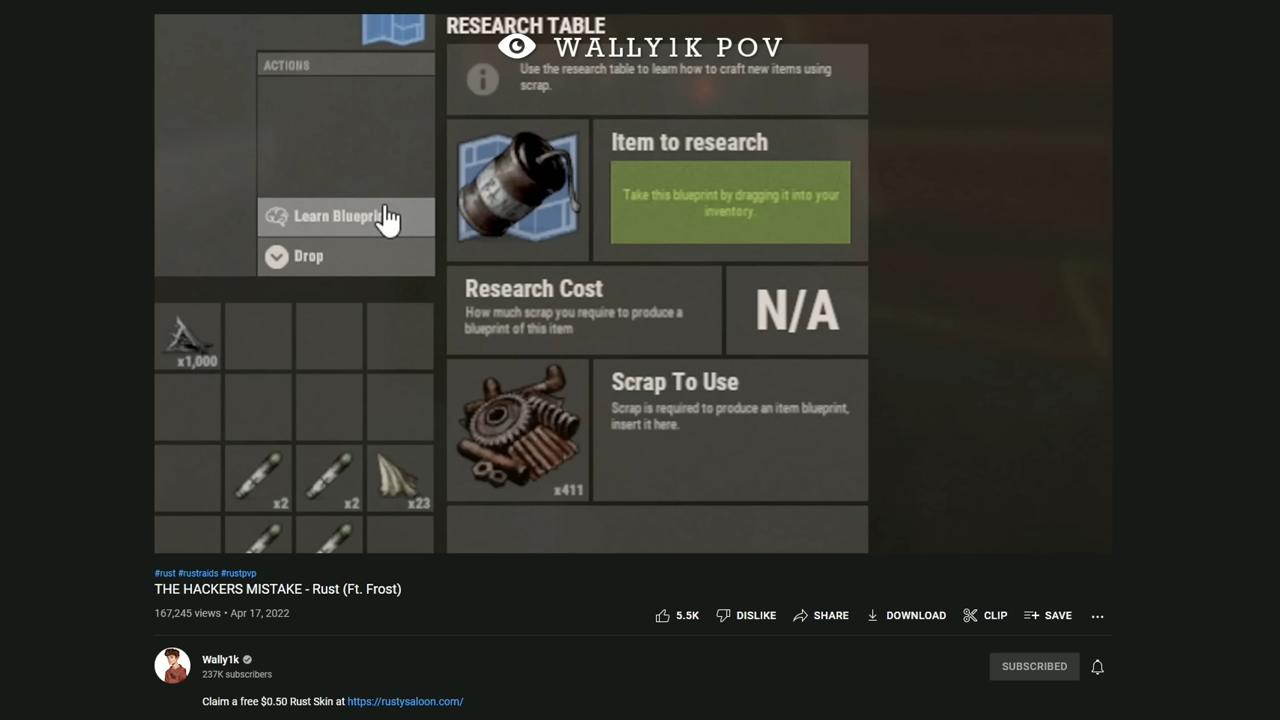 RESEARCH TABLE
WALLY1K POV
ACTIONS
Use the research table to learn how to craft new items using
scrap.
Item to research
Take this blueprint by dragging it into your
inventory.
Learn Blueprint
Drop
Research Cost
How much scrap you require to produce a
blueprint of this item
N/A
x1,000
Scrap To Use
Scrap is required to produce an item blueprint,
insert it here.
x2
x2
x23
x411
#rust #rustraids #rustpvp
THE HACKERS MISTAKE - Rust (Ft. Frost)
167,245 views • Apr 17, 2022
5.5K
DISLIKE
SHARE
DOWNLOAD
CLIP
SAVE
Wally1k
237K subscribers
SUBSCRIBED
Claim a free $0.50 Rust Skin at https://rustysaloon.com/